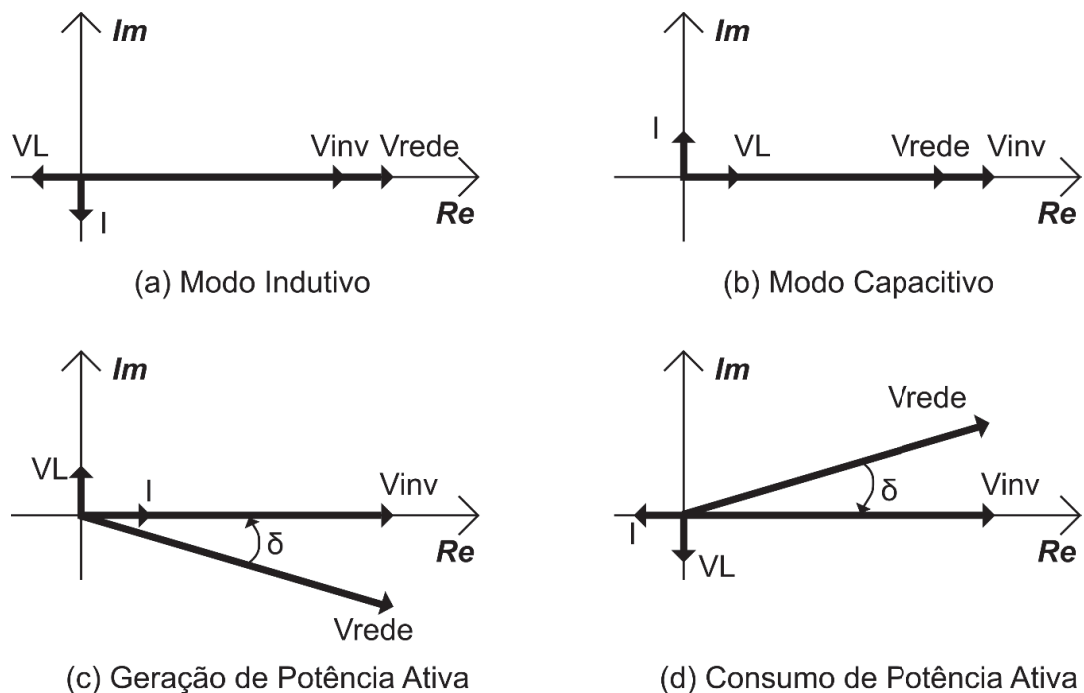 Im
VL
Vinv
Vrede
I
Re
(a) Modo Indutivo
Im
I
VL
Vrede
Vinv
Re
(b) Modo Capacitivo
Im
VL
I
Vinv
δ
Re
Vrede
(c) Geração de Potência Ativa
Im
Vrede
Vinv
δ
I
VL
Re
(d) Consumo de Potência Ativa